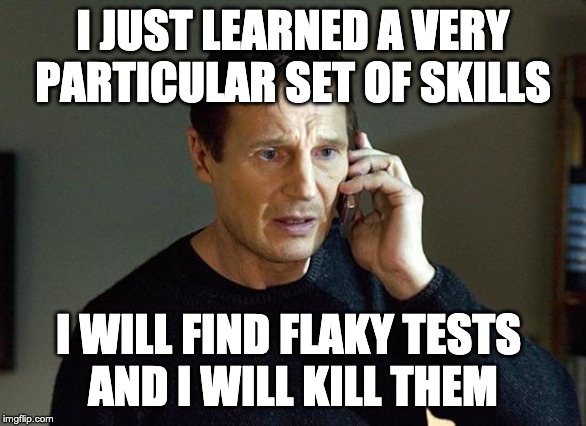 I JUST LEARNED A VERY
PARTICULAR SET OF SKILLS
I WILL FIND FLAKY TESTS
AND I WILL KILL THEM
imgflip.com